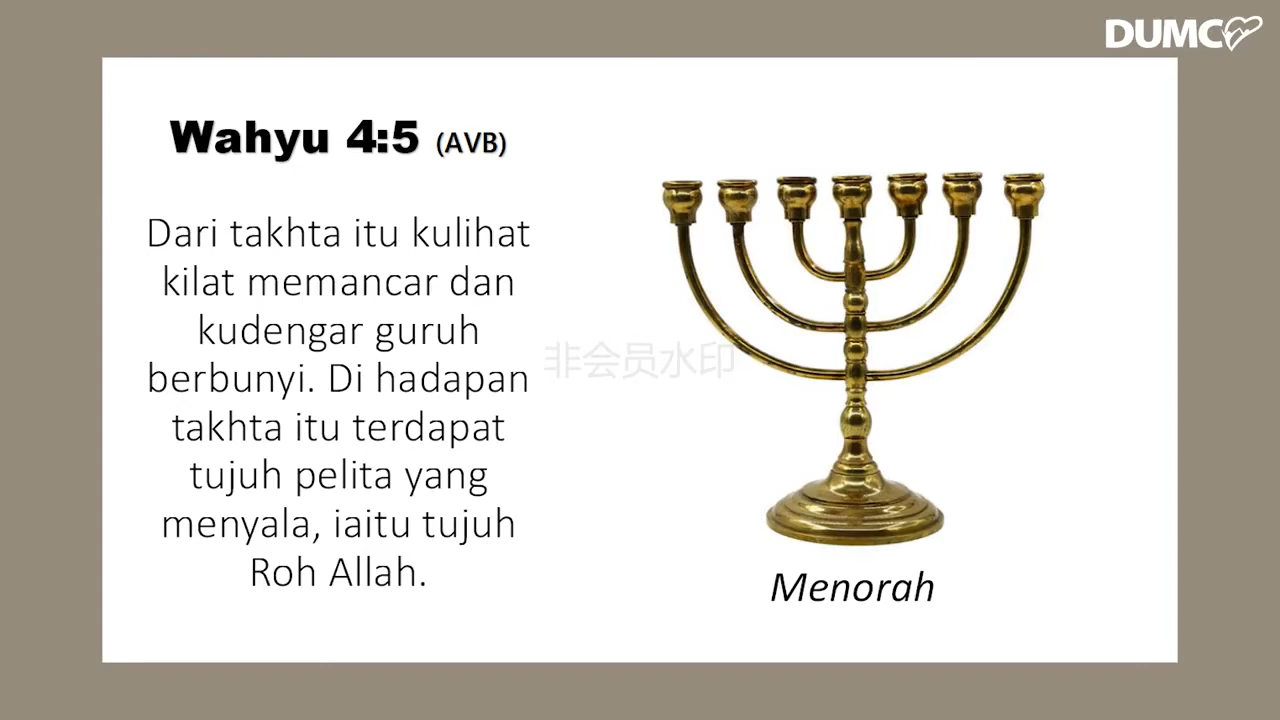 DUMC
Wahyu 4:5 (AVB)
Dari takhta itu kulihat
kilat memancar dan
kudengar guruh
berbunyi. Di hadapan
takhta itu terdapat
tujuh pelita yang
menyala, iaitu tujuh
Roh Allah.
非会员水印
Menorah